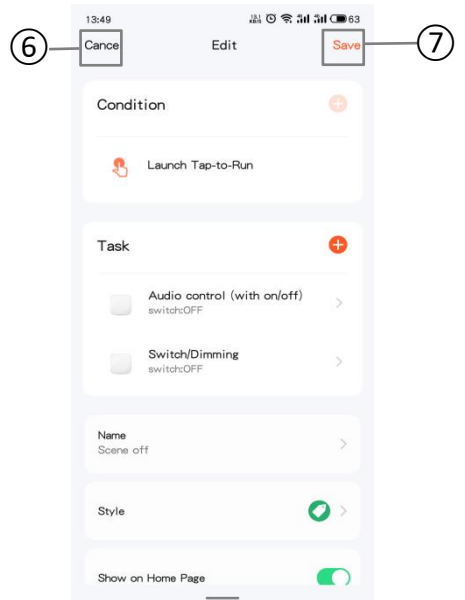 13:49 63
⑥ Cance Edit Save ⑦
Condition
Launch Tap-to-Run
Task
Audio control (with on/off)
switch:OFF
Switch/Dimming
switch:OFF
Name
Scene off
Style
Show on Home Page